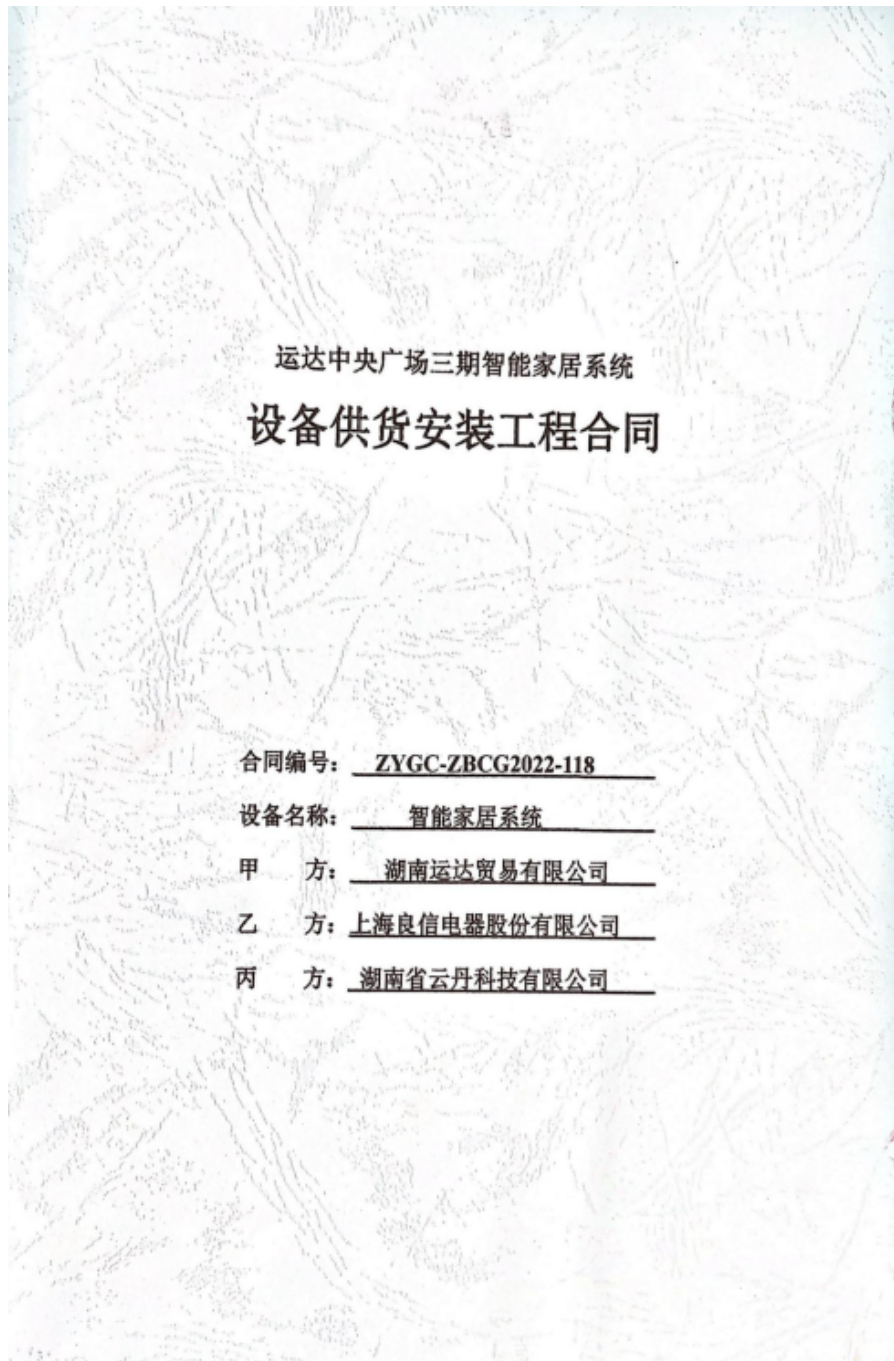 运达中央广场三期智能家居系统
设备供货安装工程合同
合同编号：ZYGC-ZBCG2022-118
设备名称：智能家居系统
甲 方：湖南运达贸易有限公司
乙 方：上海良信电器股份有限公司
丙 方：湖南省云丹科技有限公司